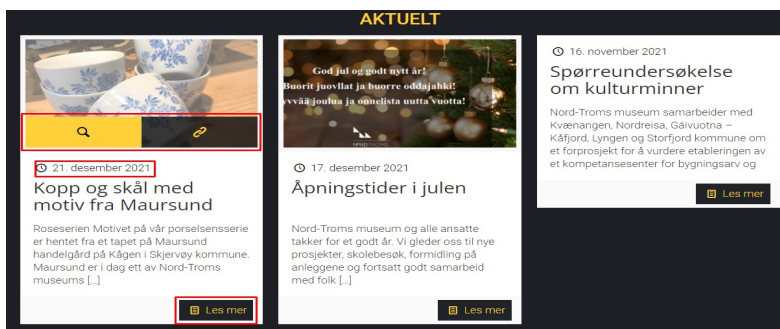 AKTUELT
21. desember 2021
Kopp og skål med
motiv fra Maursund
Roseserien Motivet på vår porselensserie
er hentet fra et tapet på Maursund
handelgård på Kågen i Skjervøy kommune.
Maursund er i dag ett av Nord-Troms
museums [...]
Les mer
God jul og godt nytt år!
Buorit juovllat ja buorre oddajahki!
vvää joulua ja onnelista uutta vuotta!
NORD TROMS
17. desember 2021
Åpningstider i julen
Nord-Troms museum og alle ansatte
takker for et godt år. Vi gleder oss til nye
prosjekter, skolebesøk, formidling på
anleggene og fortsatt godt samarbeid
med folk [...]
Les mer
16. november 2021
Spørreundersøkelse
om kulturminner
Nord-Troms museum samarbeider med
Kvænangen, Nordreisa, Gáivuotna –
Kåfjord, Lyngen og Storfjord kommune om
et forprosjekt for å vurdere etableringen av
et kompetansesenter for bygningsarv og
Les mer